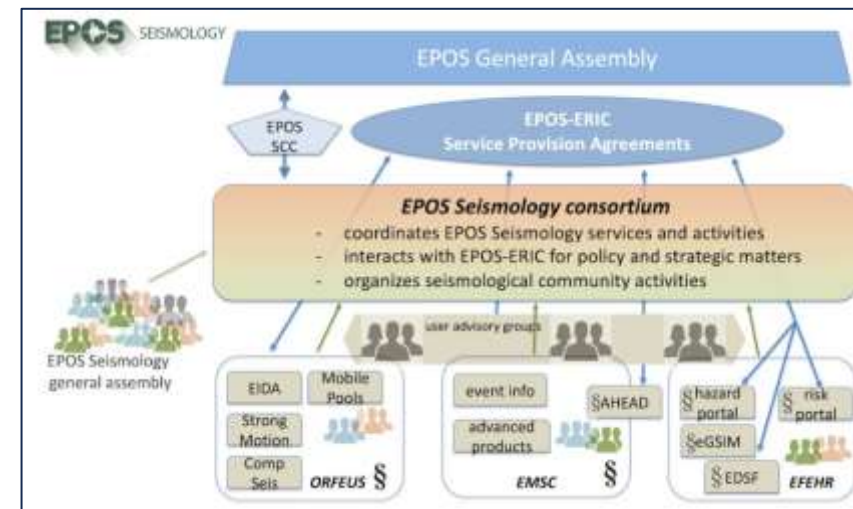 EPOS SEISMOLOGY
EPOS General Assembly
EPOS
SCC
EPOS-ERIC
Service Provision Agreements
EPOS Seismology consortium
- coordinates EPOS Seismology services and activities
- interacts with EPOS-ERIC for policy and strategic matters
- organizes seismological community activities
user advisory groups
EPOS Seismology
general assembly
EIDA
Mobile
Pools
Strong
Motion
Comp
Seis
ORFEUS §
event info
advanced
products
EMSC §
§AHEAD
§hazard
portal
§risk
portal
§eGSIM
§EDSF
EFEHR